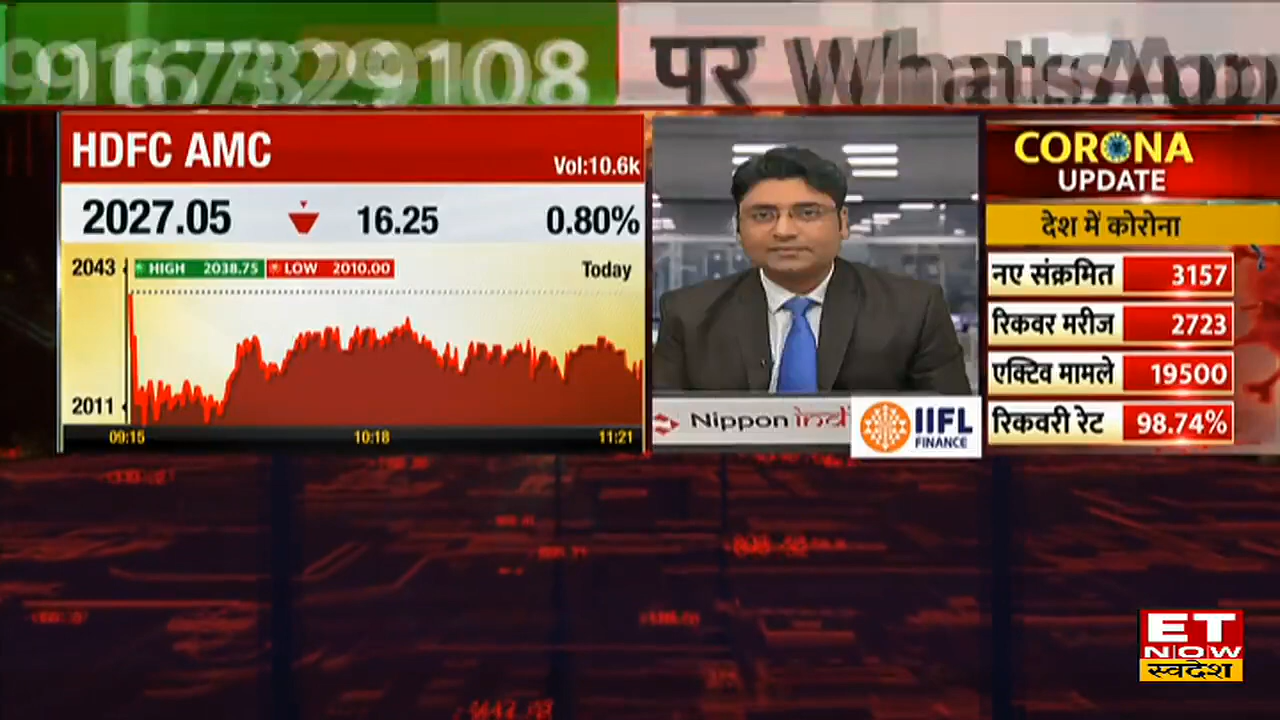 29108 पर
HDFC AMC
Vol:10.6k
2027.05 16.25 0.80%
2043 HIGH 2038.75 LOW 2010.00 Today
2011
09:15 10:18 11:21
Nippon indi
IIFL
FINANCE
CORONA
UPDATE
देश में कोरोना
नए संक्रमित 3157
रिकवर मरीज 2723
एक्टिव मामले 19500
रिकवरी रेट 98.74%
ET
NOW
स्वदेश